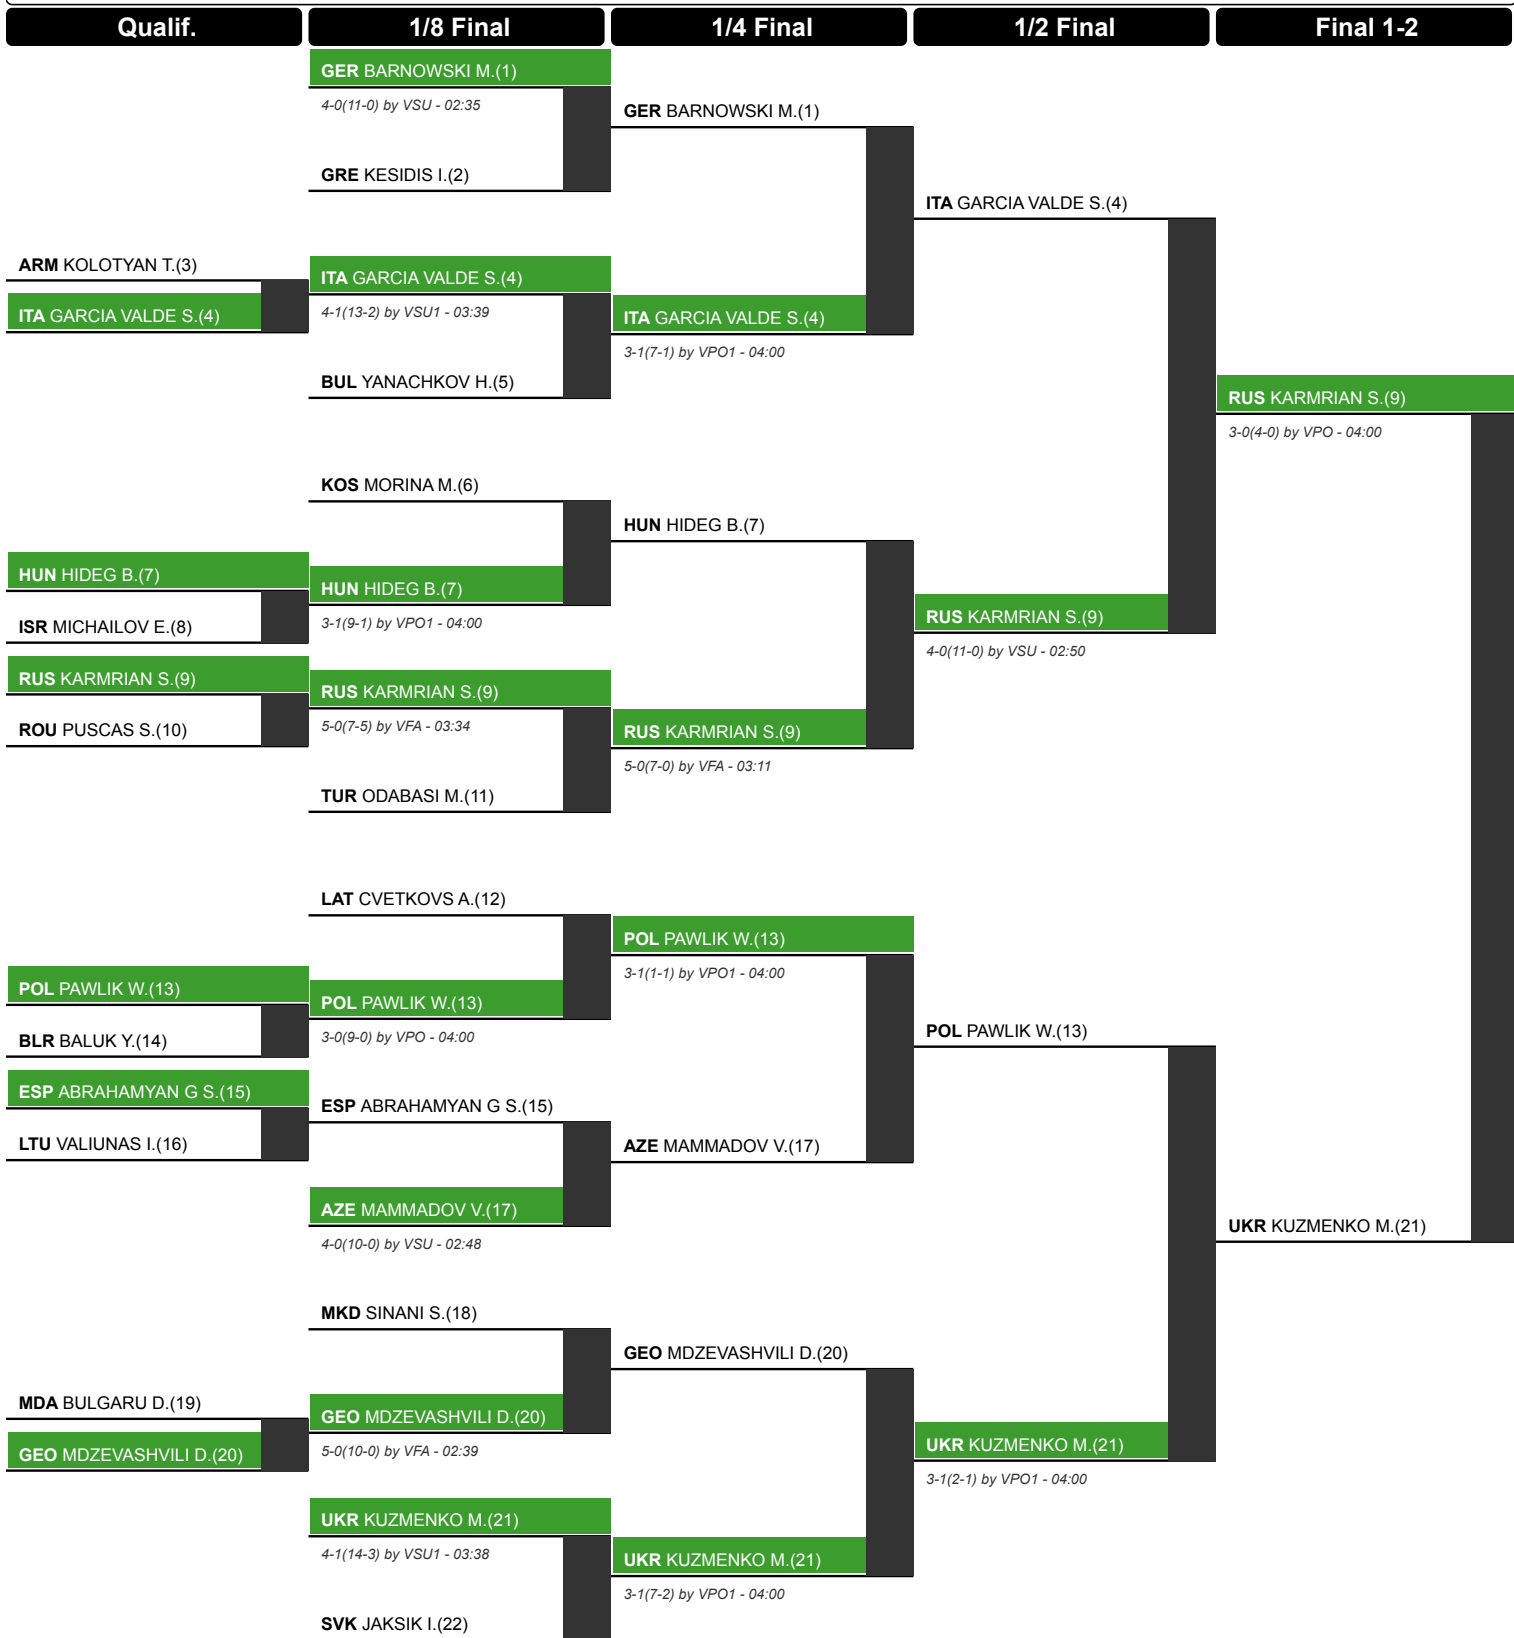 Qualif.
1/8 Final
1/4 Final
1/2 Final
Final 1-2
ARM KOLOTYAN T.(3)
ITA GARCIA VALDE S.(4)
HUN HIDEG B.(7)
ISR MICHAILOV E.(8)
RUS KARMRIAN S.(9)
ROU PUSCAS S.(10)
POL PAWLIK W.(13)
BLR BALUK Y.(14)
ESP ABRAHAMYAN G S.(15)
LTU VALIUNAS I.(16)
MDA BULGARU D.(19)
GEO MDZEVASHVILI D.(20)
GER BARNOWSKI M.(1)
4-0(11-0) by VSU - 02:35
GRE KESIDIS I.(2)
ITA GARCIA VALDE S.(4)
4-1(13-2) by VSU1 - 03:39
BUL YANACHKOV H.(5)
KOS MORINA M.(6)
HUN HIDEG B.(7)
3-1(9-1) by VPO1 - 04:00
RUS KARMRIAN S.(9)
5-0(7-5) by VFA - 03:34
TUR ODABASI M.(11)
LAT CVETKOVS A.(12)
POL PAWLIK W.(13)
3-0(9-0) by VPO - 04:00
ESP ABRAHAMYAN G S.(15)
AZE MAMMADOV V.(17)
4-0(10-0) by VSU - 02:48
MKD SINANI S.(18)
GEO MDZEVASHVILI D.(20)
5-0(10-0) by VFA - 02:39
UKR KUZMENKO M.(21)
4-1(14-3) by VSU1 - 03:38
SVK JAKSIK I.(22)
GER BARNOWSKI M.(1)
ITA GARCIA VALDE S.(4)
3-1(7-1) by VPO1 - 04:00
HUN HIDEG B.(7)
RUS KARMRIAN S.(9)
5-0(7-0) by VFA - 03:11
POL PAWLIK W.(13)
3-1(1-1) by VPO1 - 04:00
AZE MAMMADOV V.(17)
GEO MDZEVASHVILI D.(20)
UKR KUZMENKO M.(21)
3-1(7-2) by VPO1 - 04:00
ITA GARCIA VALDE S.(4)
RUS KARMRIAN S.(9)
4-0(11-0) by VSU - 02:50
POL PAWLIK W.(13)
UKR KUZMENKO M.(21)
3-1(2-1) by VPO1 - 04:00
RUS KARMRIAN S.(9)
3-0(4-0) by VPO - 04:00
UKR KUZMENKO M.(21)